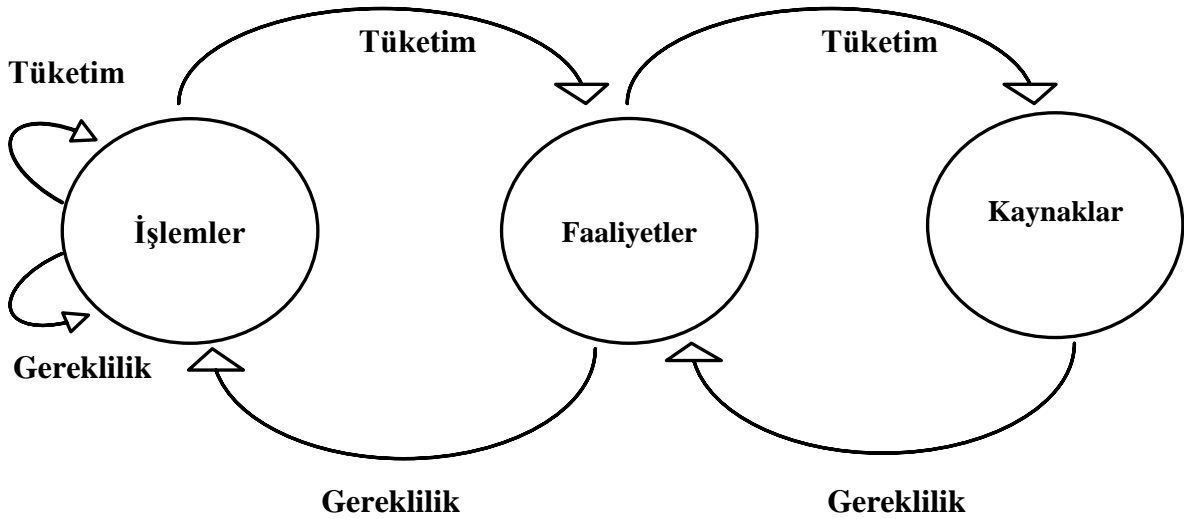 Tüketim
Tüketim
Tüketim
İşlemler
Faaliyetler
Kaynaklar
Gereklilik
Gereklilik
Gereklilik